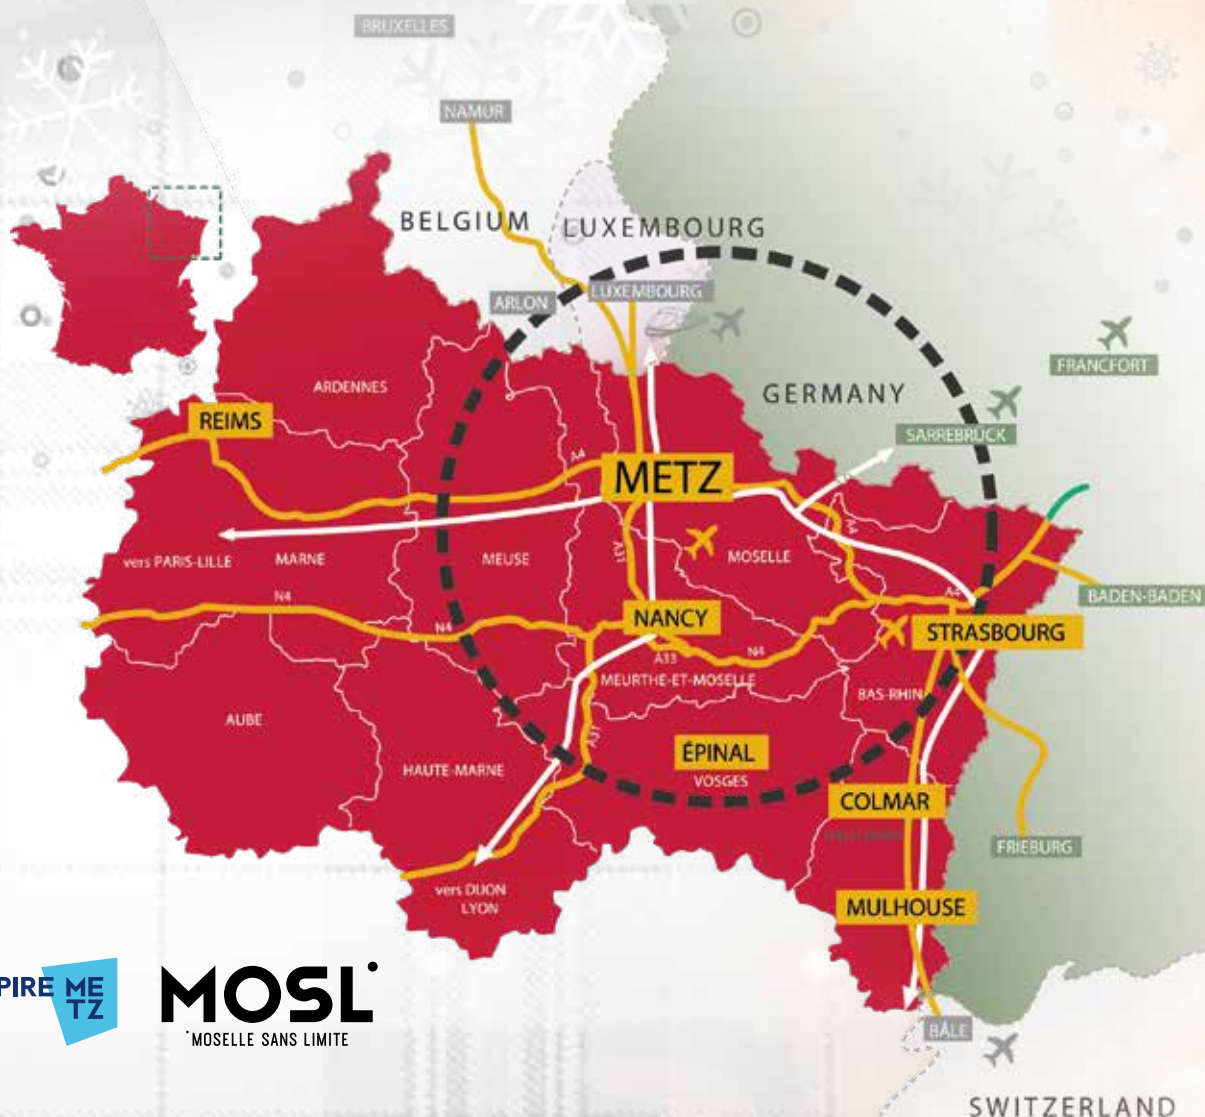 BRUXELLES
NAMUR
BELGIUM
LUXEMBOURG
ARLON
LUXEMBOURG
FRANCFORT
ARDENNES
GERMANY
REIMS
SARREBRÜCK
A4
METZ
vers PARIS-LILLE
MARNE
MEUSE
A31
MOSELLE
A4
N4
N4
NANCY
A4
BADEN-BADEN
STRASBOURG
A33
N4
MEURTHE-ET-MOSELLE
BAS-RHIN
AUBE
A31
ÉPINAL
VOSGES
HAUTE-MARNE
COLMAR
FRIEBURG
vers DIJON
LYON
MULHOUSE
PIRE METZ
MOSL
MOSELLE SANS LIMITE
BÂLE
SWITZERLAND